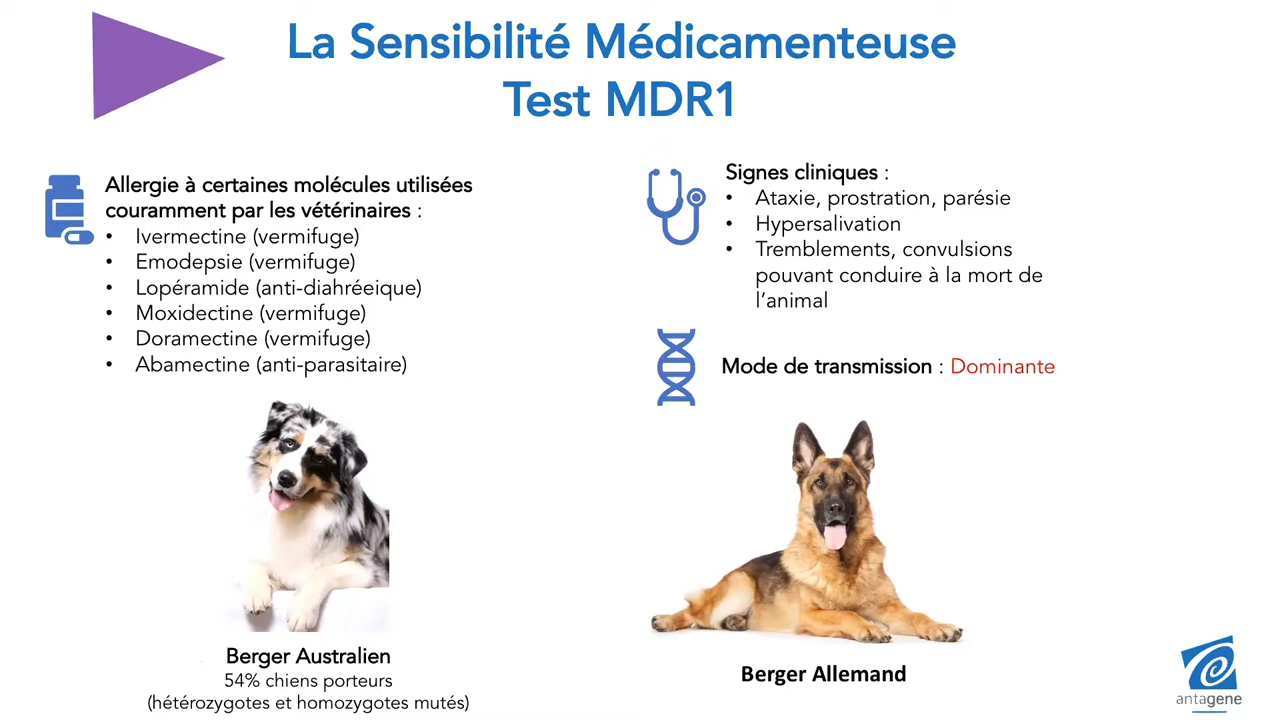 La Sensibilité Médicamenteuse
Test MDR1
Allergie à certaines molécules utilisées
couramment par les vétérinaires :
• Ivermectine (vermifuge)
• Emodepsie (vermifuge)
• Lopéramide (anti-diahréeique)
• Moxidectine (vermifuge)
• Doramectine (vermifuge)
• Abamectine (anti-parasitaire)
Signes cliniques :
• Ataxie, prostration, parésie
• Hypersalivation
• Tremblements, convulsions
pouvant conduire à la mort de
l'animal
Mode de transmission : Dominante
Berger Australien
54% chiens porteurs
(hétérozygotes et homozygotes mutés)
Berger Allemand
antagene